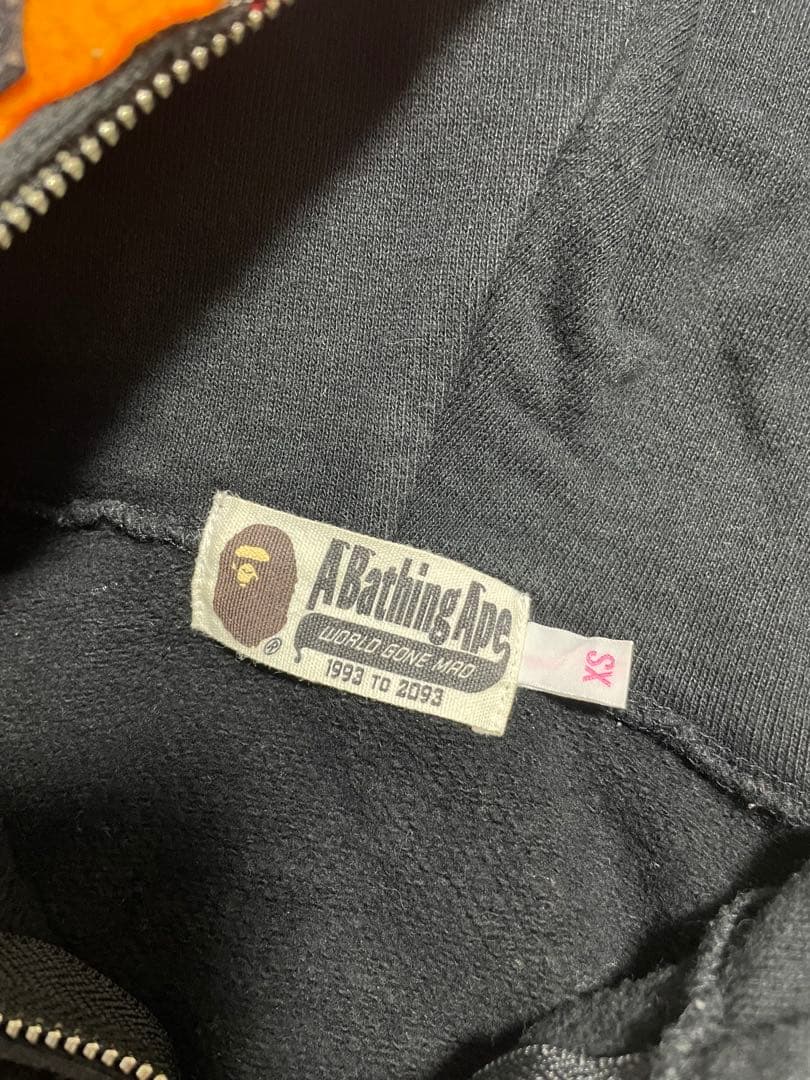 A Bathing Ape
®
WORLD GONE MAD
1993 TO 2093
XS